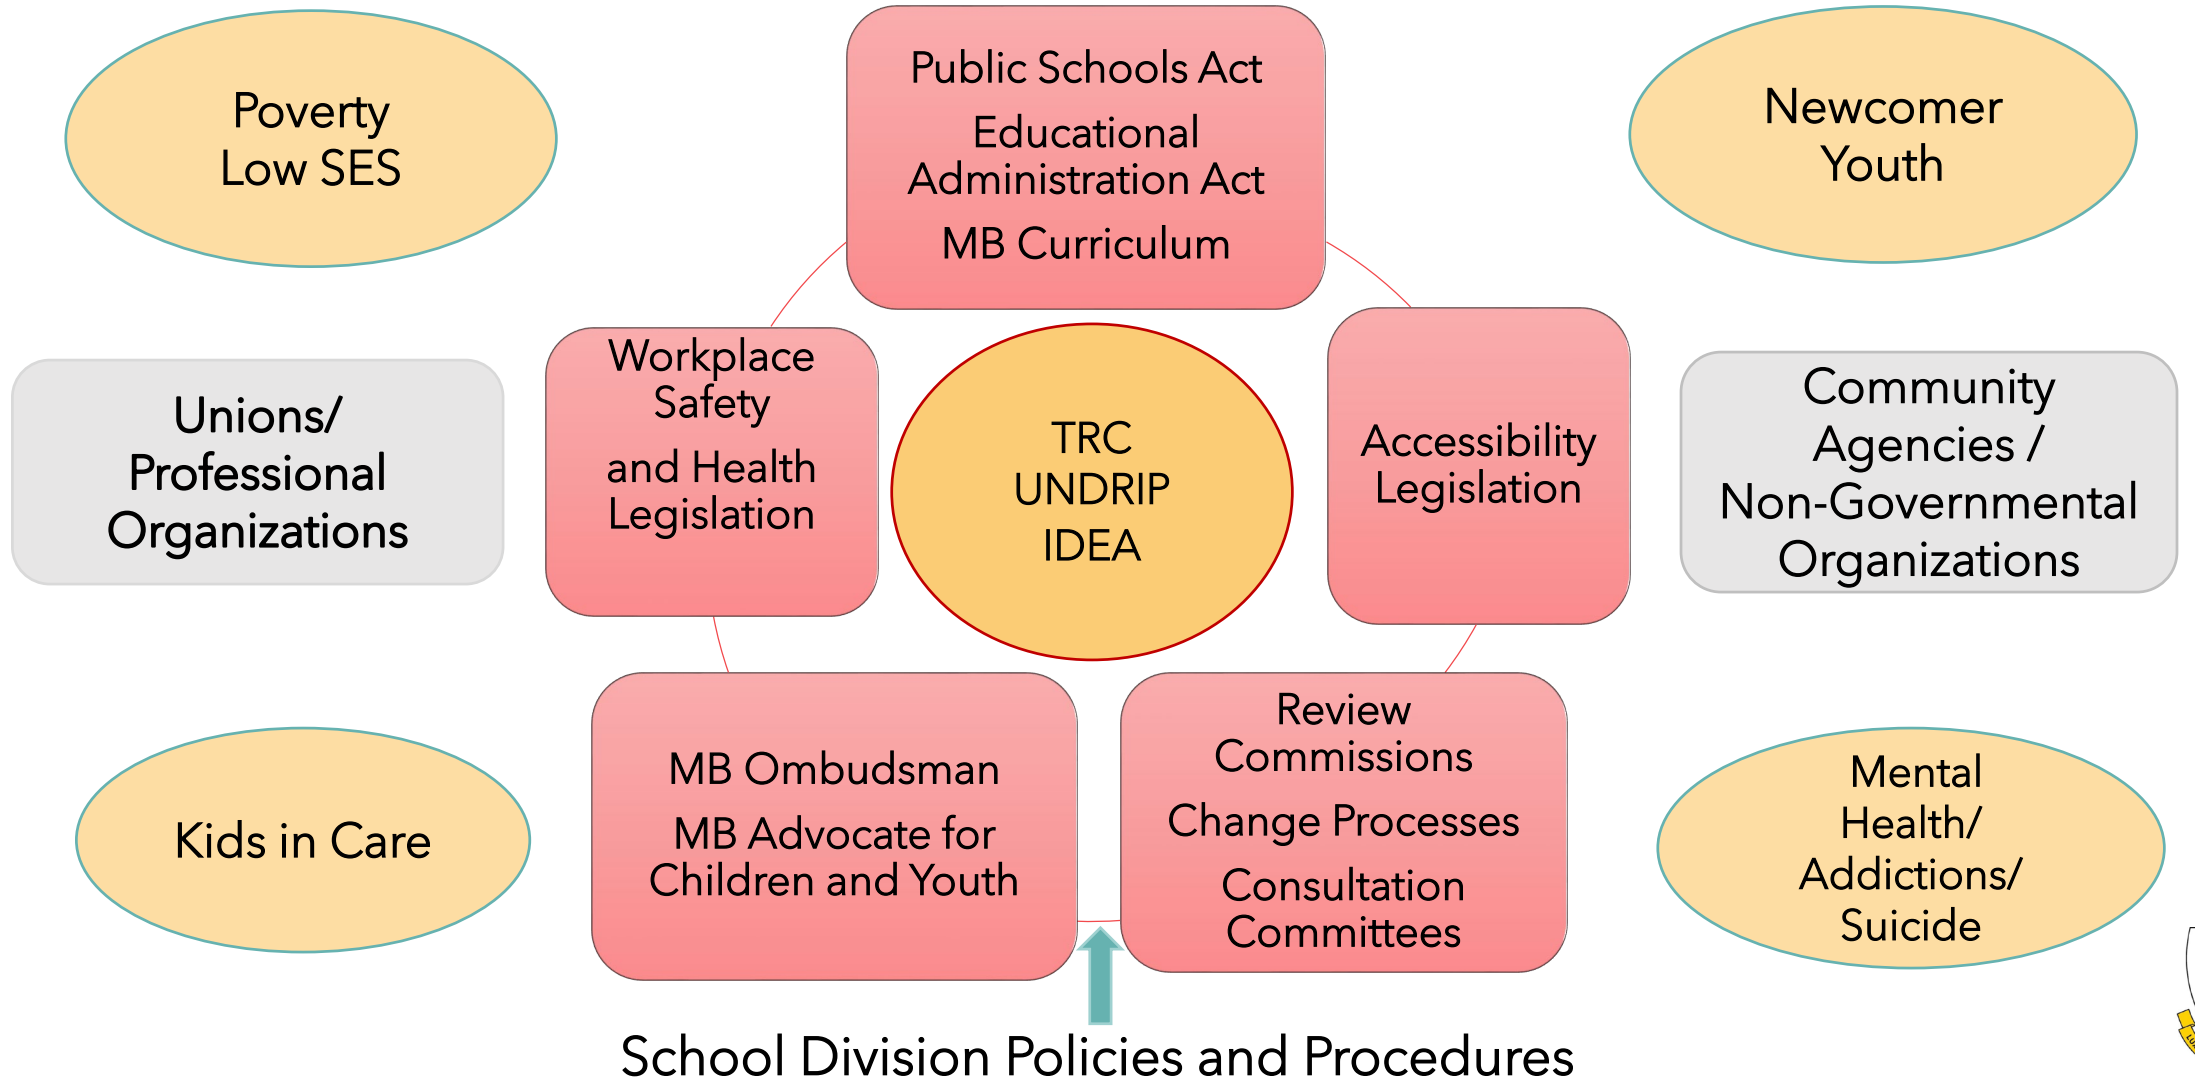 Poverty
Low SES
Public Schools Act
Educational
Administration Act
MB Curriculum
Newcomer
Youth
Unions/
Professional
Organizations
Workplace
Safety
and Health
Legislation
TRC
UNDRIP
IDEA
Accessibility
Legislation
Community
Agencies /
Non-Governmental
Organizations
Kids in Care
MB Ombudsman
MB Advocate for
Children and Youth
Review
Commissions
Change Processes
Consultation
Committees
Mental
Health/
Addictions/
Suicide
School Division Policies and Procedures